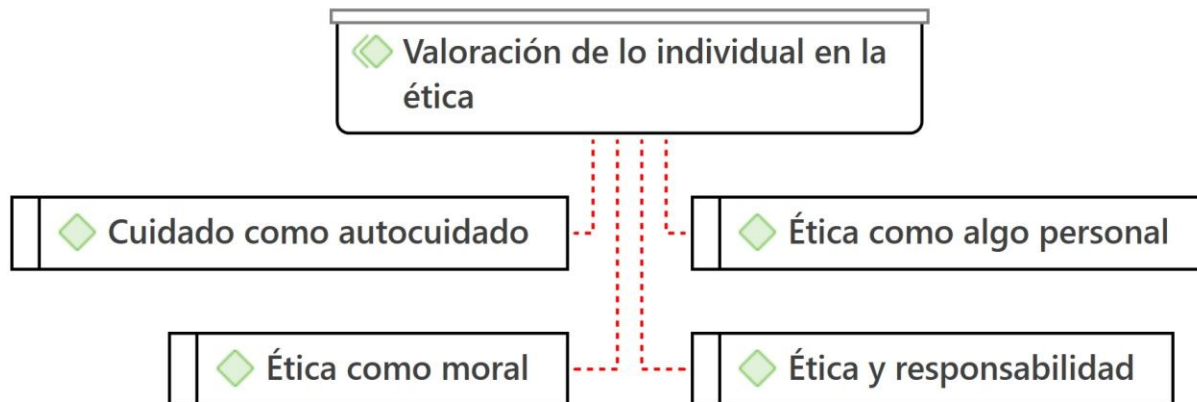 Valoración de lo individual en la
ética
Cuidado como autocuidado
Ética como algo personal
Ética como moral
Ética y responsabilidad